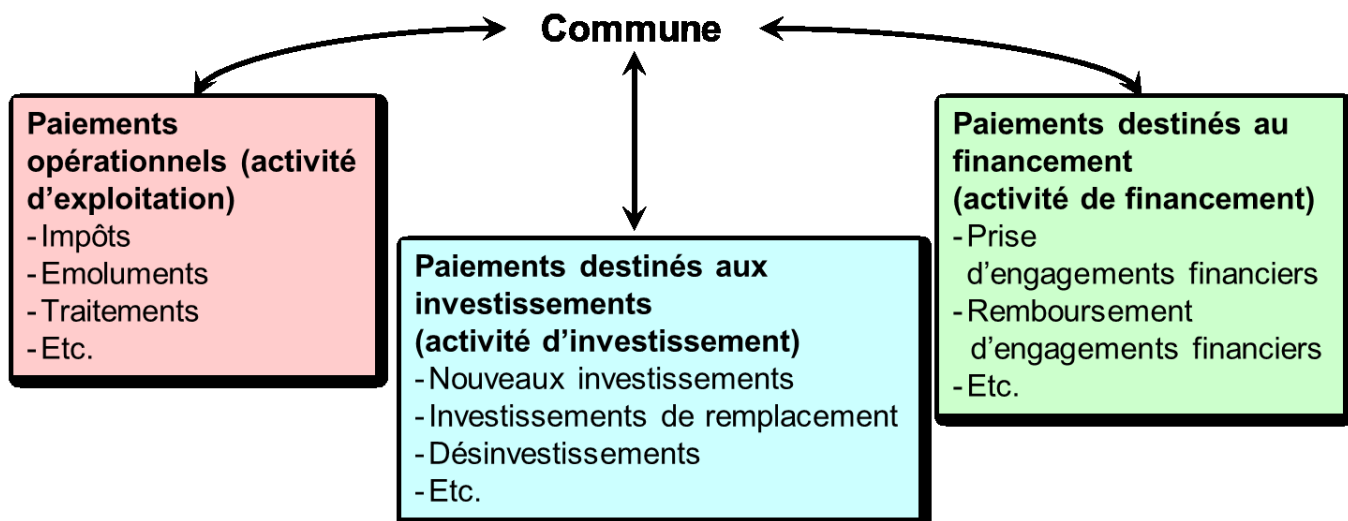 Commune
Paiements
opérationnels (activité
d'exploitation)
- Impôts
- Emoluments
- Traitements
- Etc.
Paiements destinés aux
investissements
(activité d'investissement)
- Nouveaux investissements
- Investissements de remplacement
- Désinvestissements
- Etc.
Paiements destinés au
financement
(activité de financement)
- Prise
d'engagements financiers
- Remboursement
d'engagements financiers
- Etc.